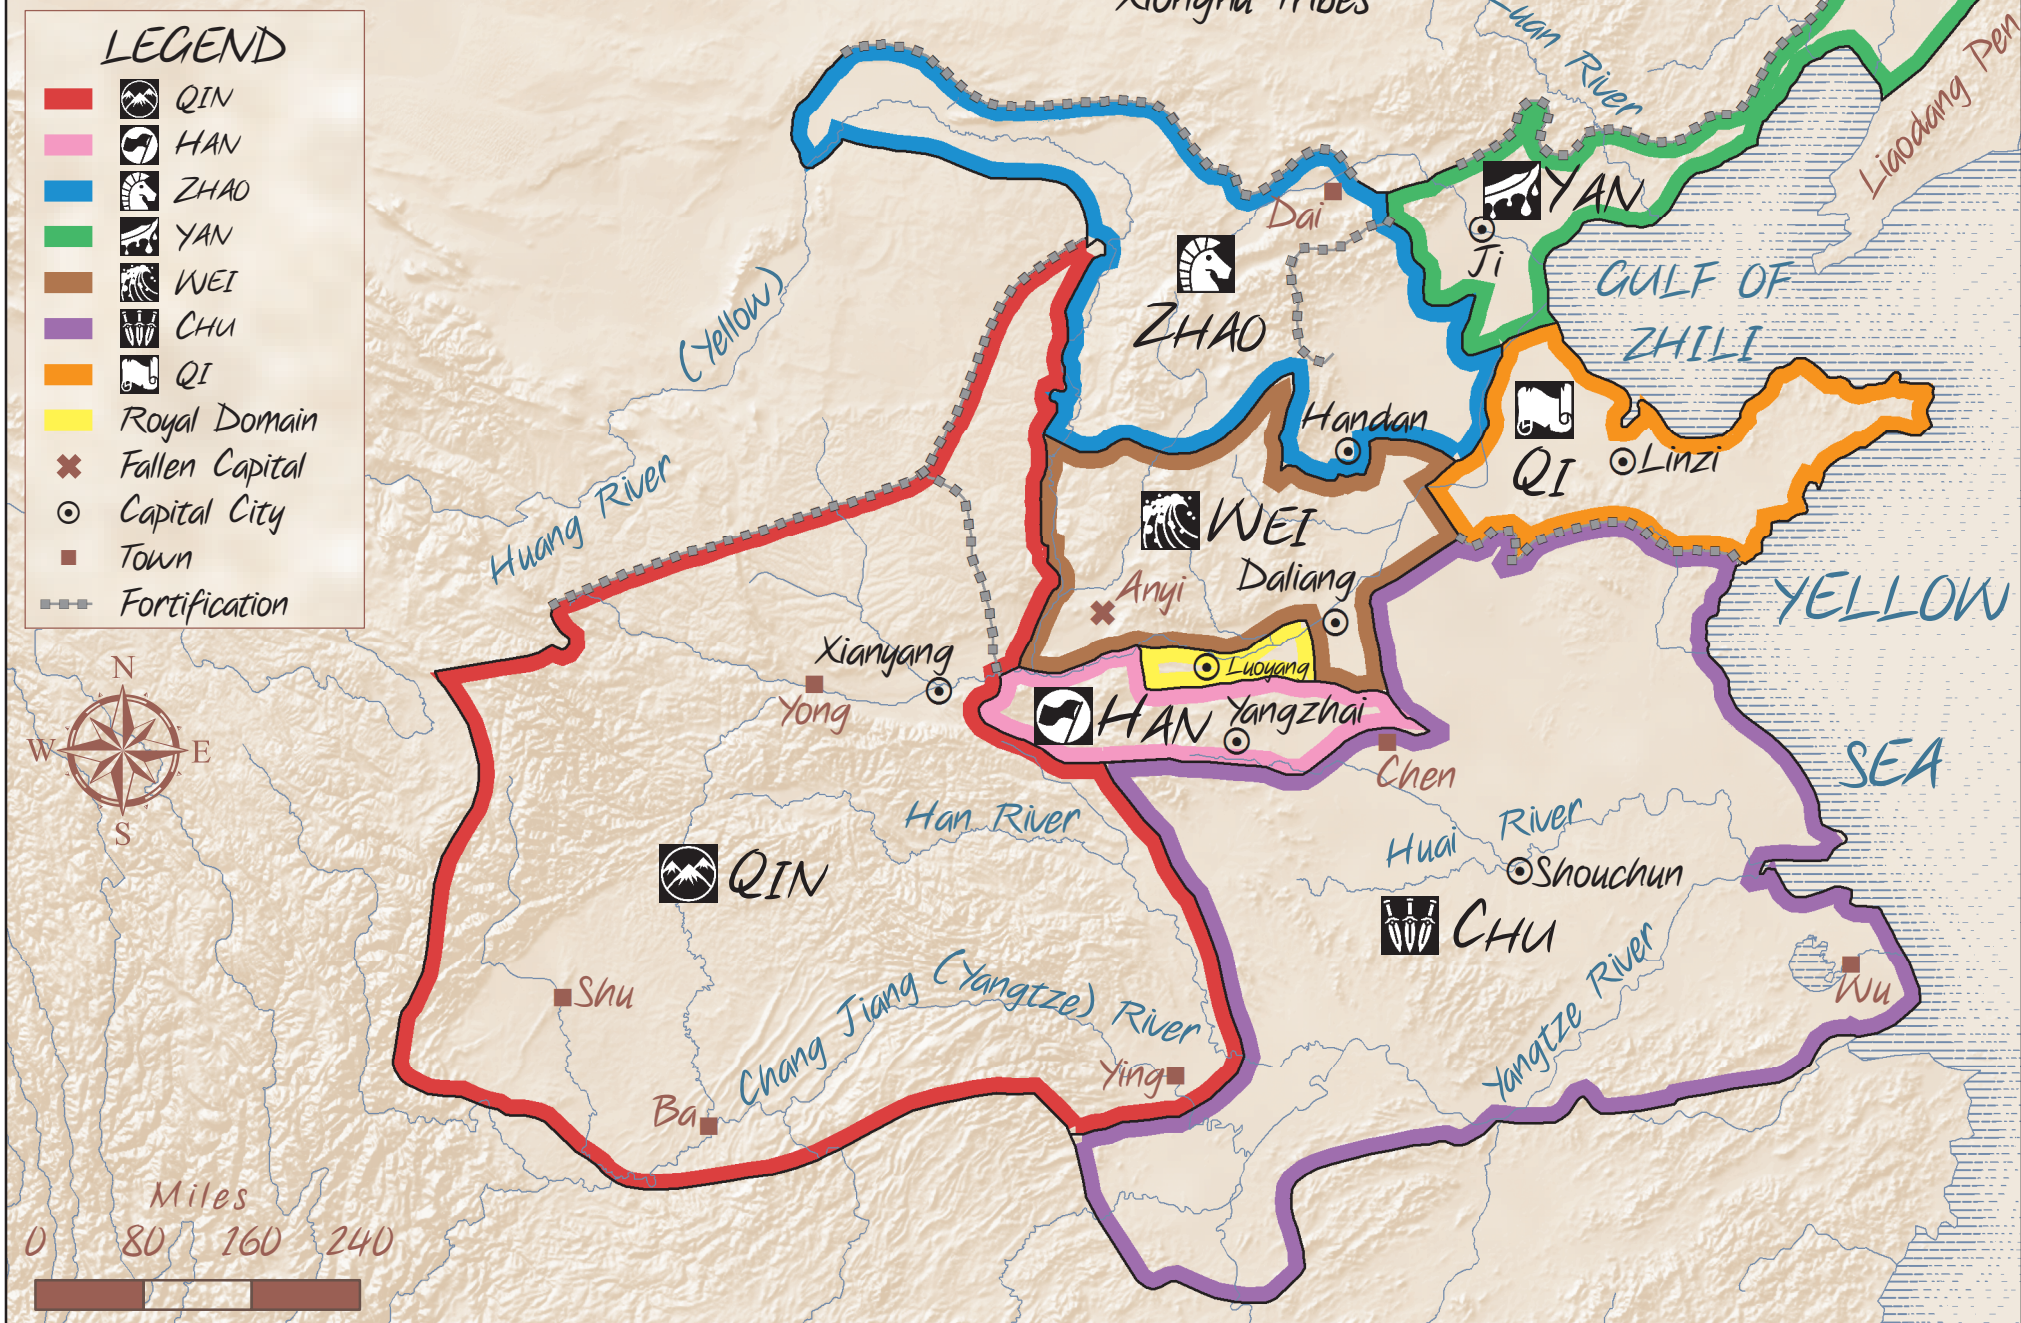 Xiongnu Tribes
LEGEND
QIN
HAN
ZHAO
YAN
WEI
CHU
QI
Royal Domain
Fallen Capital
Capital City
Town
Fortification
N
W
E
S
Miles
0 80 160 240
Luan River
Liaodang Pen
YAN
Ji
Dai
ZHAO
GULF OF
ZHILI
(Yellow)
Huang River
Handan
QI
Linzi
WEI
Daliang
Anyi
YELLOW
SEA
Xianyang
Yong
Luoyang
HAN
Yangzhai
Chen
Han River
Huai River
Shouchun
QIN
CHU
Shu
Chang Jiang (Yangtze) River
Yangtze River
Wu
Ying
Ba